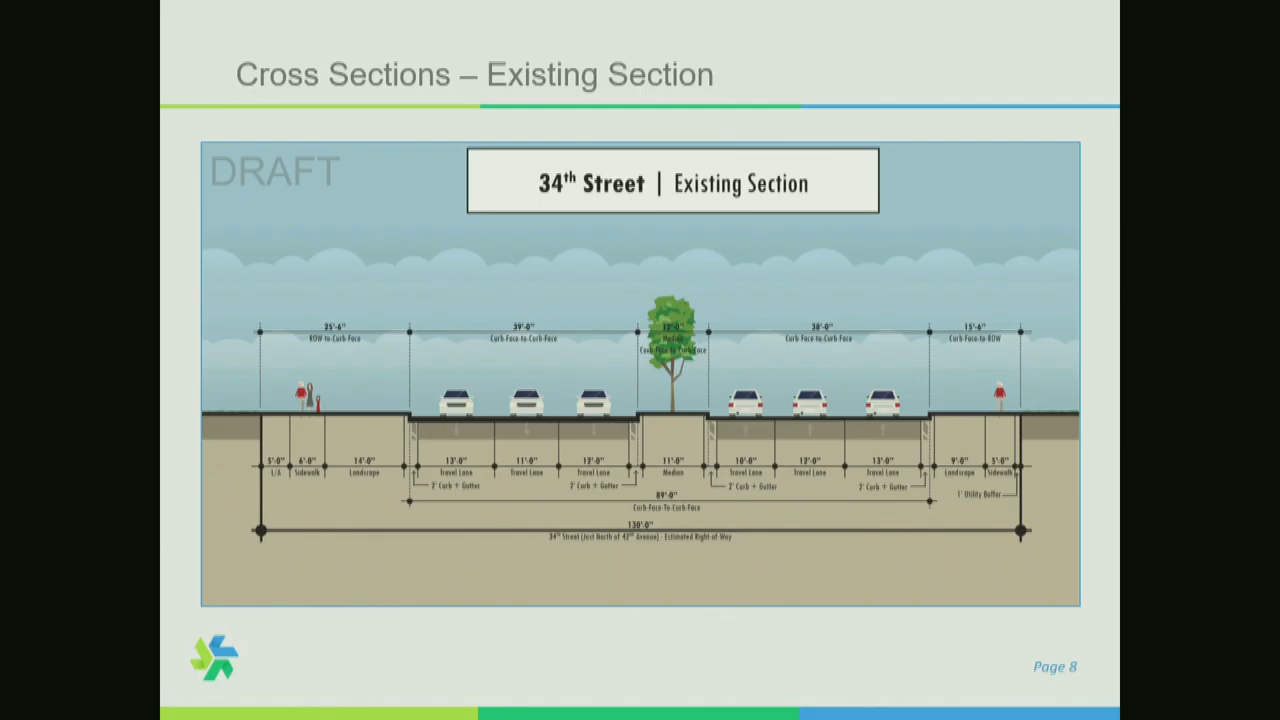 Cross Sections – Existing Section
DRAFT
34th Street | Existing Section
25'-6"
ROW-to-Curb Face
39'-0"
Curb Face-to-Curb-Face
12'-0"
Median
Curb Face-to-Curb Face
38'-0"
Curb Face-to-Curb Face
15'-6"
Curb Face-to-ROW
5'-0"
L/A
6'-0"
Sidewalk
14'-0"
Landscape
Travel Lane
11'-0"
Travel Lane
12'-0"
Travel Lane
11'-0"
Median
10'-0"
Travel Lane
12'-0"
Travel Lane
13'-0"
Travel Lane
9'-0"
Landscape
5'-0"
Sidewalk
2' Curb + Gutter
2' Curb + Gutter
2' Curb + Gutter
2' Curb + Gutter
1' Utility Buffer
89'-0"
Curb-Face-To Curb Face
130'-0"
34th Street (Just North of 42nd Avenue) - Estimated Right-of-Way
Page 8